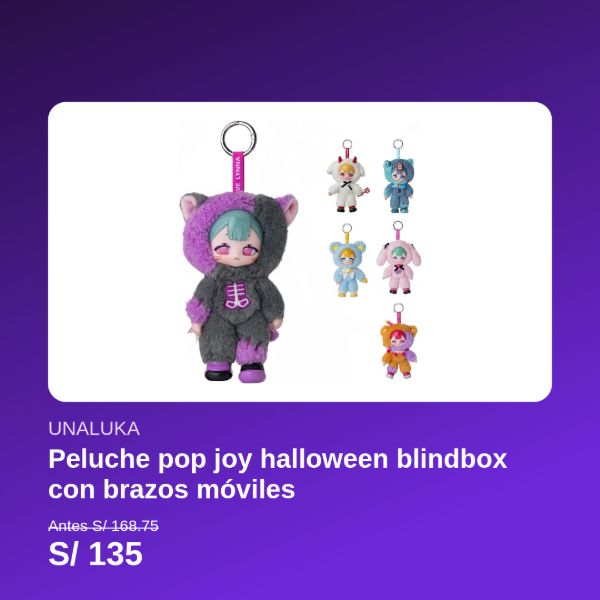 UNALUKA
Peluche pop joy halloween blindbox
con brazos móviles
Antes S/ 168.75
S/ 135